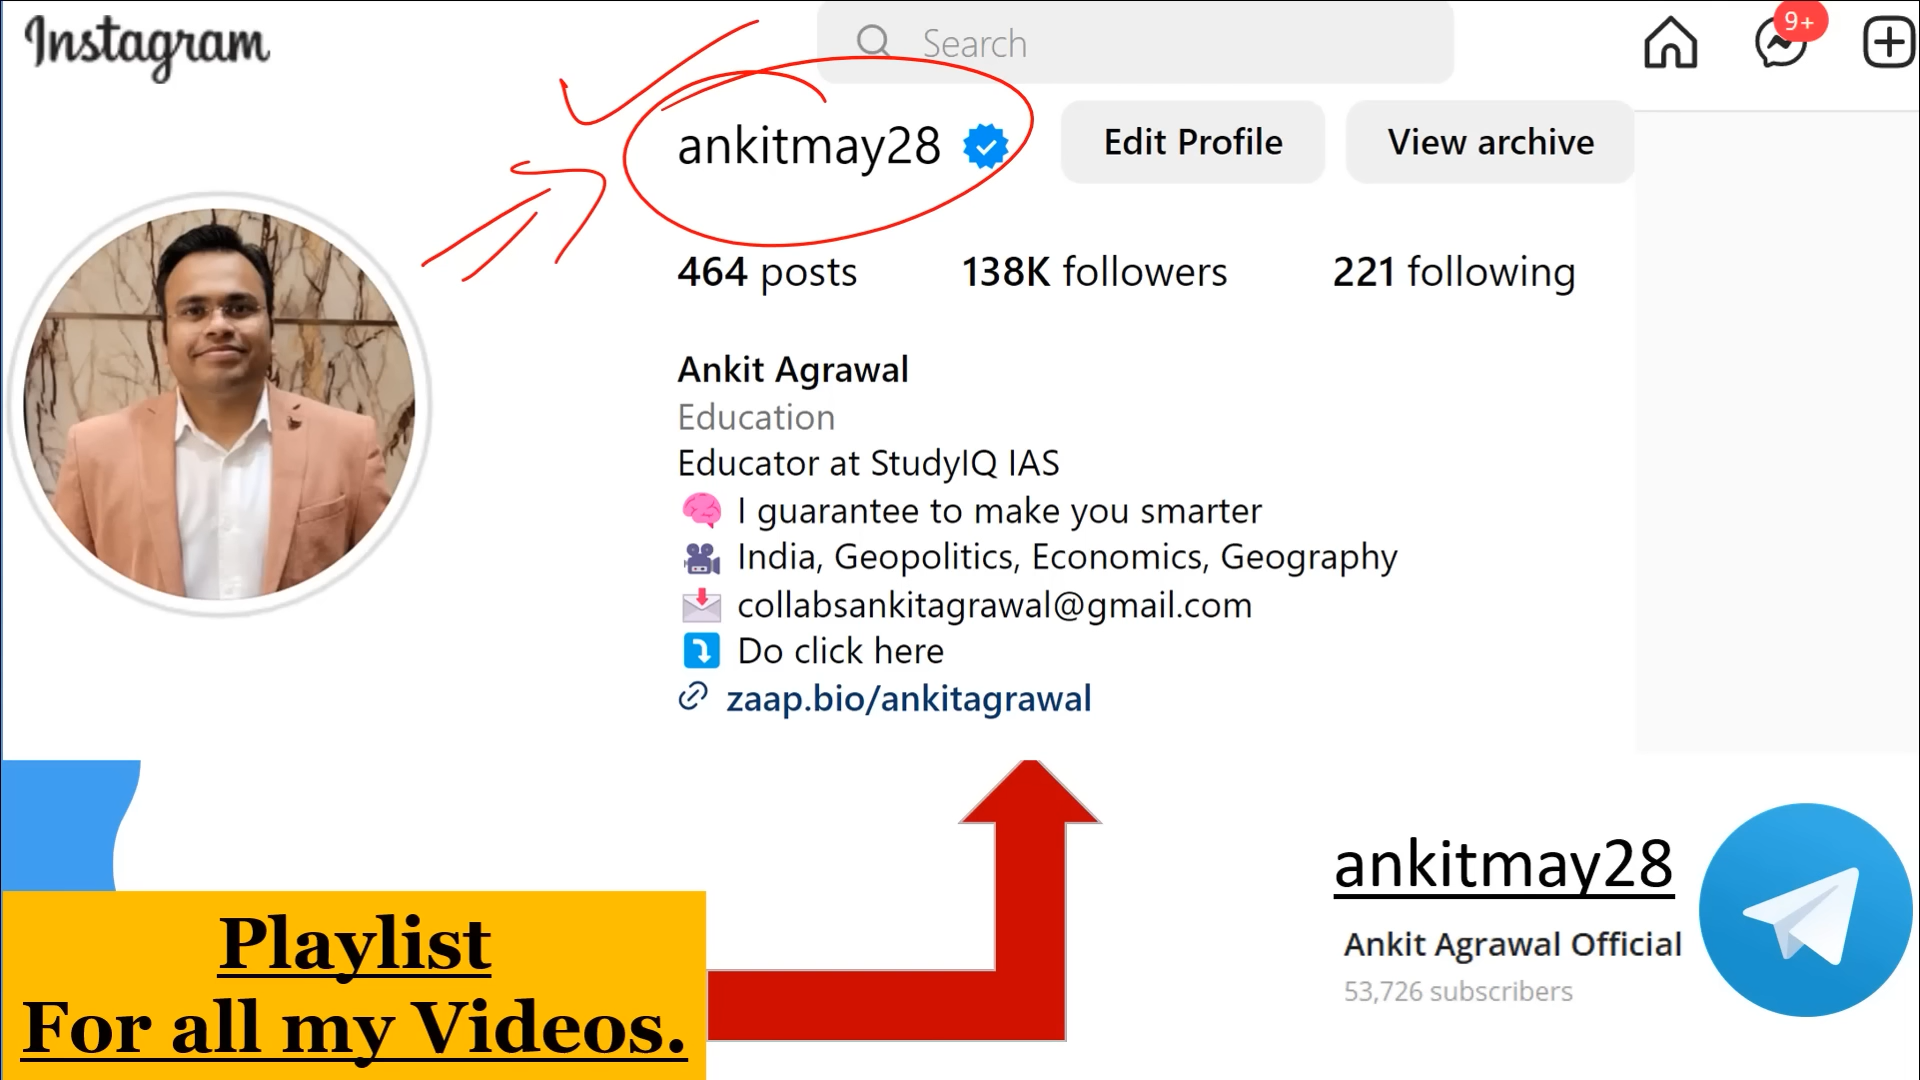 Instagram
Search
9+
ankitmay28
Edit Profile
View archive
464 posts
138K followers
221 following
Ankit Agrawal
Education
Educator at StudyIQ IAS
I guarantee to make you smarter
India, Geopolitics, Economics, Geography
collabsankitagrawal@gmail.com
Do click here
zaap.bio/ankitagrawal
Playlist
For all my Videos.
ankitmay28
Ankit Agrawal Official
53,726 subscribers